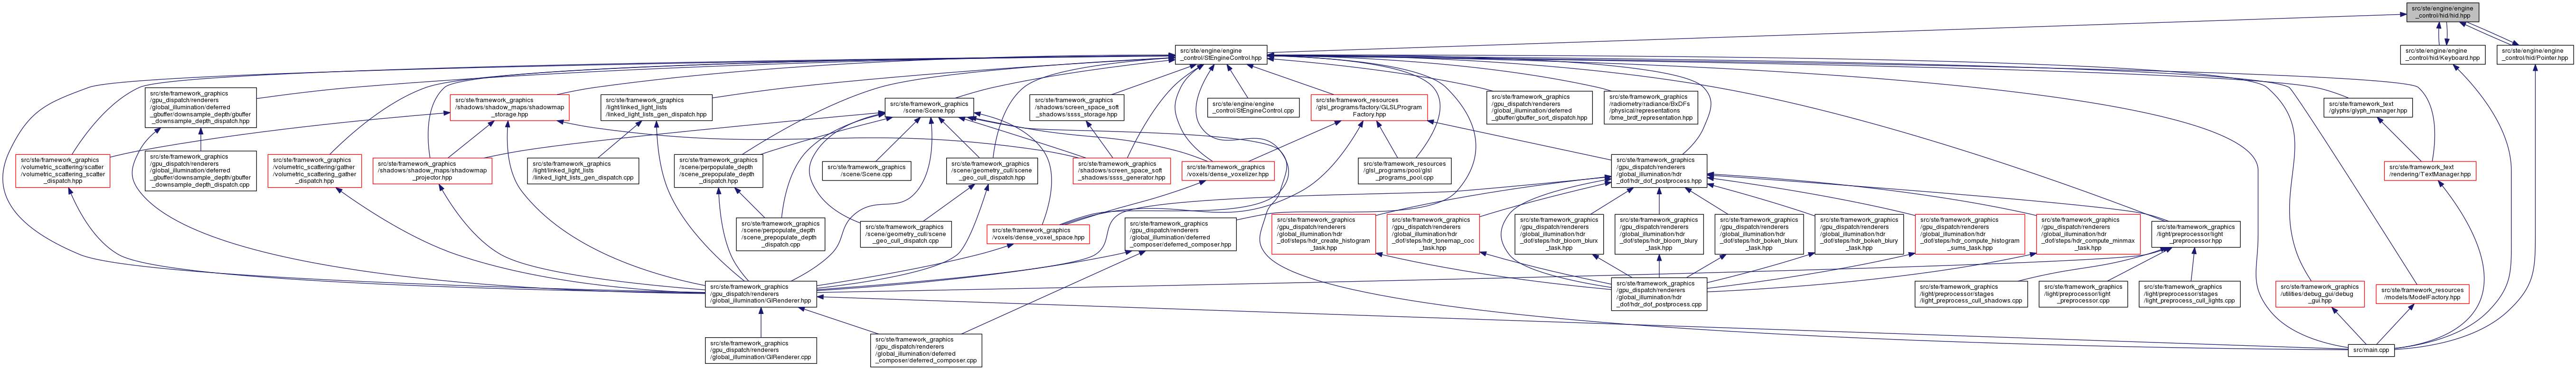 src/ste/engine/engine
_control/hid/hid.hpp
src/ste/engine/engine
_control/StEngineControl.hpp
src/ste/engine/engine
_control/hid/Keyboard.hpp
src/ste/engine/engine
_control/hid/Pointer.hpp
src/ste/framework_graphics
/gpu_dispatch/renderers
/global_illumination/deferred
_gbuffer/downsample_depth/gbuffer
_downsample_depth_dispatch.hpp
src/ste/framework_graphics
/shadows/shadow_maps/shadowmap
_storage.hpp
src/ste/framework_graphics
/light/linked_light_lists
/linked_light_lists_gen_dispatch.hpp
src/ste/framework_graphics
/scene/Scene.hpp
src/ste/framework_graphics
/shadows/screen_space_soft
_shadows/ssss_storage.hpp
src/ste/engine/engine
_control/StEngineControl.cpp
src/ste/framework_resources
/glsl_programs/factory/GLSLProgram
Factory.hpp
src/ste/framework_graphics
/gpu_dispatch/renderers
/global_illumination/deferred
_gbuffer/gbuffer_sort_dispatch.hpp
src/ste/framework_graphics
/radiometry/radiance/BxDFs
/physical/representations
/bme_brdf_representation.hpp
src/ste/framework_text
/glyphs/glyph_manager.hpp
src/ste/framework_graphics
/volumetric_scattering/scatter
/volumetric_scattering_scatter
_dispatch.hpp
src/ste/framework_graphics
/gpu_dispatch/renderers
/global_illumination/deferred
_gbuffer/downsample_depth/gbuffer
_downsample_depth_dispatch.cpp
src/ste/framework_graphics
/volumetric_scattering/gather
/volumetric_scattering_gather
_dispatch.hpp
src/ste/framework_graphics
/shadows/shadow_maps/shadowmap
_projector.hpp
src/ste/framework_graphics
/light/linked_light_lists
/linked_light_lists_gen_dispatch.cpp
src/ste/framework_graphics
/scene/perpopulate_depth
/scene_prepopulate_depth
_dispatch.hpp
src/ste/framework_graphics
/scene/Scene.cpp
src/ste/framework_graphics
/scene/geometry_cull/scene
_geo_cull_dispatch.hpp
src/ste/framework_graphics
/shadows/screen_space_soft
_shadows/ssss_generator.hpp
src/ste/framework_graphics
/voxels/dense_voxelizer.hpp
src/ste/framework_resources
/glsl_programs/pool/glsl
_programs_pool.cpp
src/ste/framework_graphics
/gpu_dispatch/renderers
/global_illumination/hdr
_dof/hdr_dof_postprocess.hpp
src/ste/framework_text
/rendering/TextManager.hpp
src/ste/framework_graphics
/scene/perpopulate_depth
/scene_prepopulate_depth
_dispatch.cpp
src/ste/framework_graphics
/scene/geometry_cull/scene
_geo_cull_dispatch.cpp
src/ste/framework_graphics
/voxels/dense_voxel_space.hpp
src/ste/framework_graphics
/gpu_dispatch/renderers
/global_illumination/deferred
_composer/deferred_composer.hpp
src/ste/framework_graphics
/gpu_dispatch/renderers
/global_illumination/hdr
_dof/steps/hdr_create_histogram
_task.hpp
src/ste/framework_graphics
/gpu_dispatch/renderers
/global_illumination/hdr
_dof/steps/hdr_tonemap_coc
_task.hpp
src/ste/framework_graphics
/gpu_dispatch/renderers
/global_illumination/hdr
_dof/steps/hdr_bloom_blurx
_task.hpp
src/ste/framework_graphics
/gpu_dispatch/renderers
/global_illumination/hdr
_dof/steps/hdr_bloom_blury
_task.hpp
src/ste/framework_graphics
/gpu_dispatch/renderers
/global_illumination/hdr
_dof/steps/hdr_bokeh_blurx
_task.hpp
src/ste/framework_graphics
/gpu_dispatch/renderers
/global_illumination/hdr
_dof/steps/hdr_bokeh_blury
_task.hpp
src/ste/framework_graphics
/gpu_dispatch/renderers
/global_illumination/hdr
_dof/steps/hdr_compute_histogram
_sums_task.hpp
src/ste/framework_graphics
/gpu_dispatch/renderers
/global_illumination/hdr
_dof/steps/hdr_compute_minmax
_task.hpp
src/ste/framework_graphics
/light/preprocessor/light
_preprocessor.hpp
src/ste/framework_graphics
/gpu_dispatch/renderers
/global_illumination/GIRenderer.hpp
src/ste/framework_graphics
/gpu_dispatch/renderers
/global_illumination/hdr
_dof/hdr_dof_postprocess.cpp
src/ste/framework_graphics
/light/preprocessor/stages
/light_preprocess_cull_shadows.cpp
src/ste/framework_graphics
/light/preprocessor/light
_preprocessor.cpp
src/ste/framework_graphics
/light/preprocessor/stages
/light_preprocess_cull_lights.cpp
src/ste/framework_graphics
/utilities/debug_gui/debug
_gui.hpp
src/ste/framework_resources
/models/ModelFactory.hpp
src/ste/framework_graphics
/gpu_dispatch/renderers
/global_illumination/GIRenderer.cpp
src/ste/framework_graphics
/gpu_dispatch/renderers
/global_illumination/deferred
_composer/deferred_composer.cpp
src/main.cpp